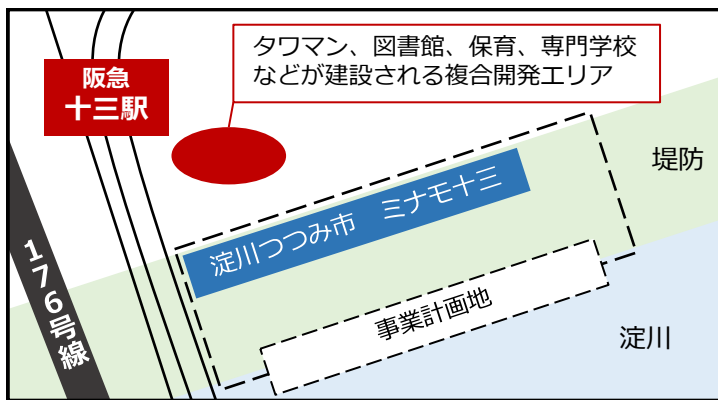 タワマン、図書館、保育、専門学校
などが建設される複合開発エリア
阪急
十三駅
堤防
淀川つつみ市　ミナモ十三
176号線
事業計画地
淀川